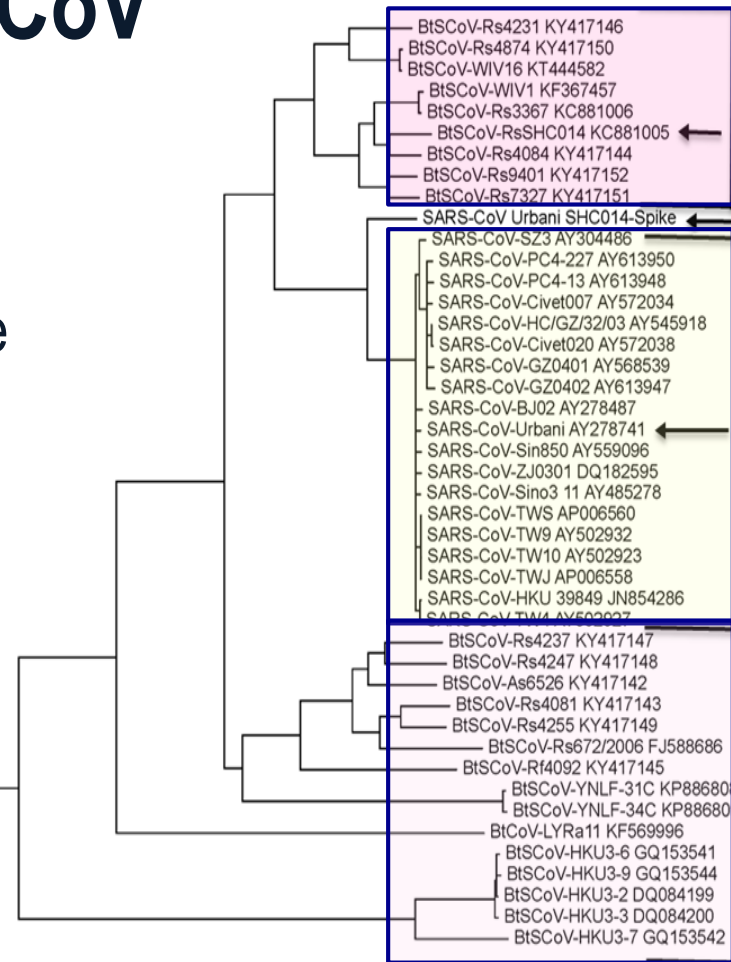 CoV
e
BtSCoV-Rs4231 KY417146
BtSCoV-Rs4874 KY417150
BtSCoV-WIV16 KT444582
BtSCoV-WIV1 KF367457
BtSCoV-Rs3367 KC881006
BtSCoV-RsSHC014 KC881005
BtSCoV-Rs4084 KY417144
BtSCoV-Rs9401 KY417152
BtSCoV-Rs7327 KY417151
SARS-CoV Urbani SHC014-Spike
SARS-CoV-SZ3 AY304486
SARS-CoV-PC4-227 AY613950
SARS-CoV-PC4-13 AY613948
SARS-CoV-Civet007 AY572034
SARS-CoV-HC/GZ/32/03 AY545918
SARS-CoV-Civet020 AY572038
SARS-CoV-GZ0401 AY568539
SARS-CoV-GZ0402 AY613947
SARS-CoV-BJ02 AY278487
SARS-CoV-Urbani AY278741
SARS-CoV-Sin850 AY559096
SARS-CoV-ZJ0301 DQ182595
SARS-CoV-Sino3 11 AY485278
SARS-CoV-TWS AP006560
SARS-CoV-TW9 AY502932
SARS-CoV-TW10 AY502923
SARS-CoV-TWJ AP006558
SARS-CoV-HKU 39849 JN854286
SARS-CoV-TW4 AY502927
BtSCoV-Rs4237 KY417147
BtSCoV-Rs4247 KY417148
BtSCoV-As6526 KY417142
BtSCoV-Rs4081 KY417143
BtSCoV-Rs4255 KY417149
BtSCoV-Rs672/2006 FJ588686
BtSCoV-Rf4092 KY417145
BtSCoV-YNLF-31C KP88680
BtSCoV-YNLF-34C KP88680
BtCoV-LYRa11 KF569996
BtSCoV-HKU3-6 GQ153541
BtSCoV-HKU3-9 GQ153544
BtSCoV-HKU3-2 DQ084199
BtSCoV-HKU3-3 DQ084200
BtSCoV-HKU3-7 GQ153542